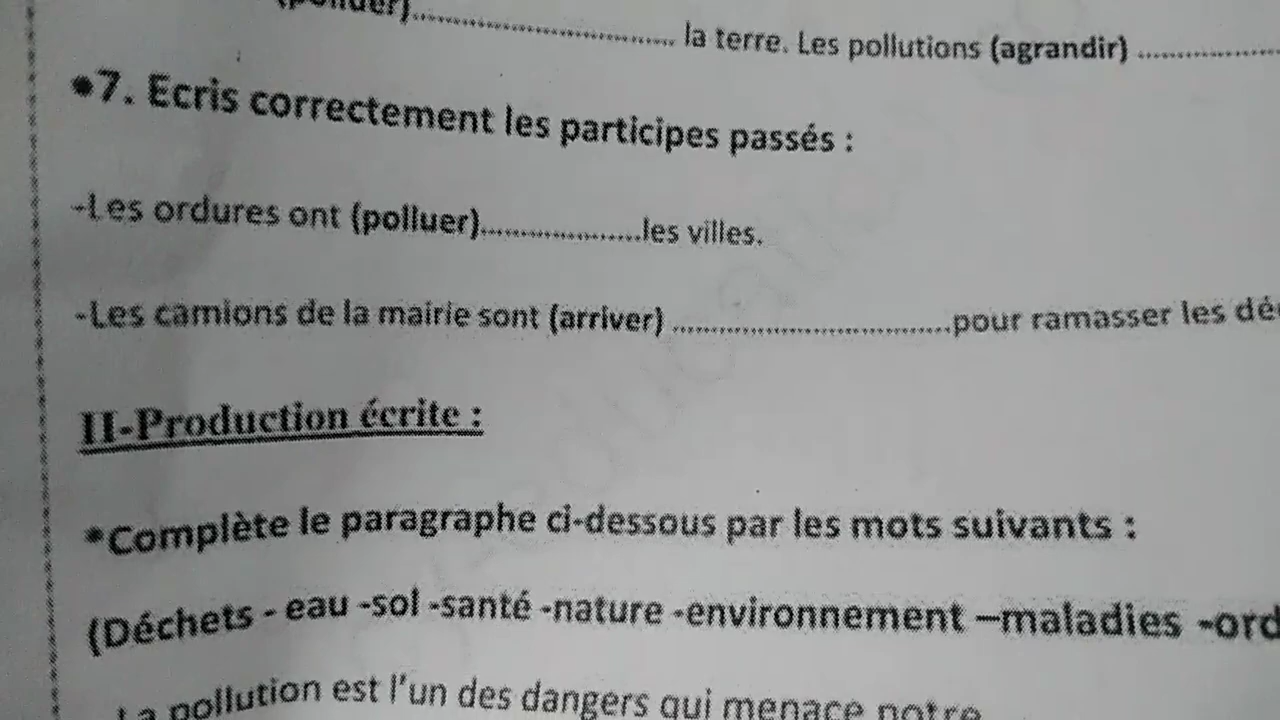 (polluer)........................ la terre. Les pollutions (agrandir) ................
•7. Ecris correctement les participes passés :
-Les ordures ont (polluer)....................les villes.
-Les camions de la mairie sont (arriver) ..................................pour ramasser les
II-Production écrite :
*Complète le paragraphe ci-dessous par les mots suivants :
(Déchets - eau -sol -santé -nature -environnement –maladies
La pollution est l'un des dangers qui menace notre